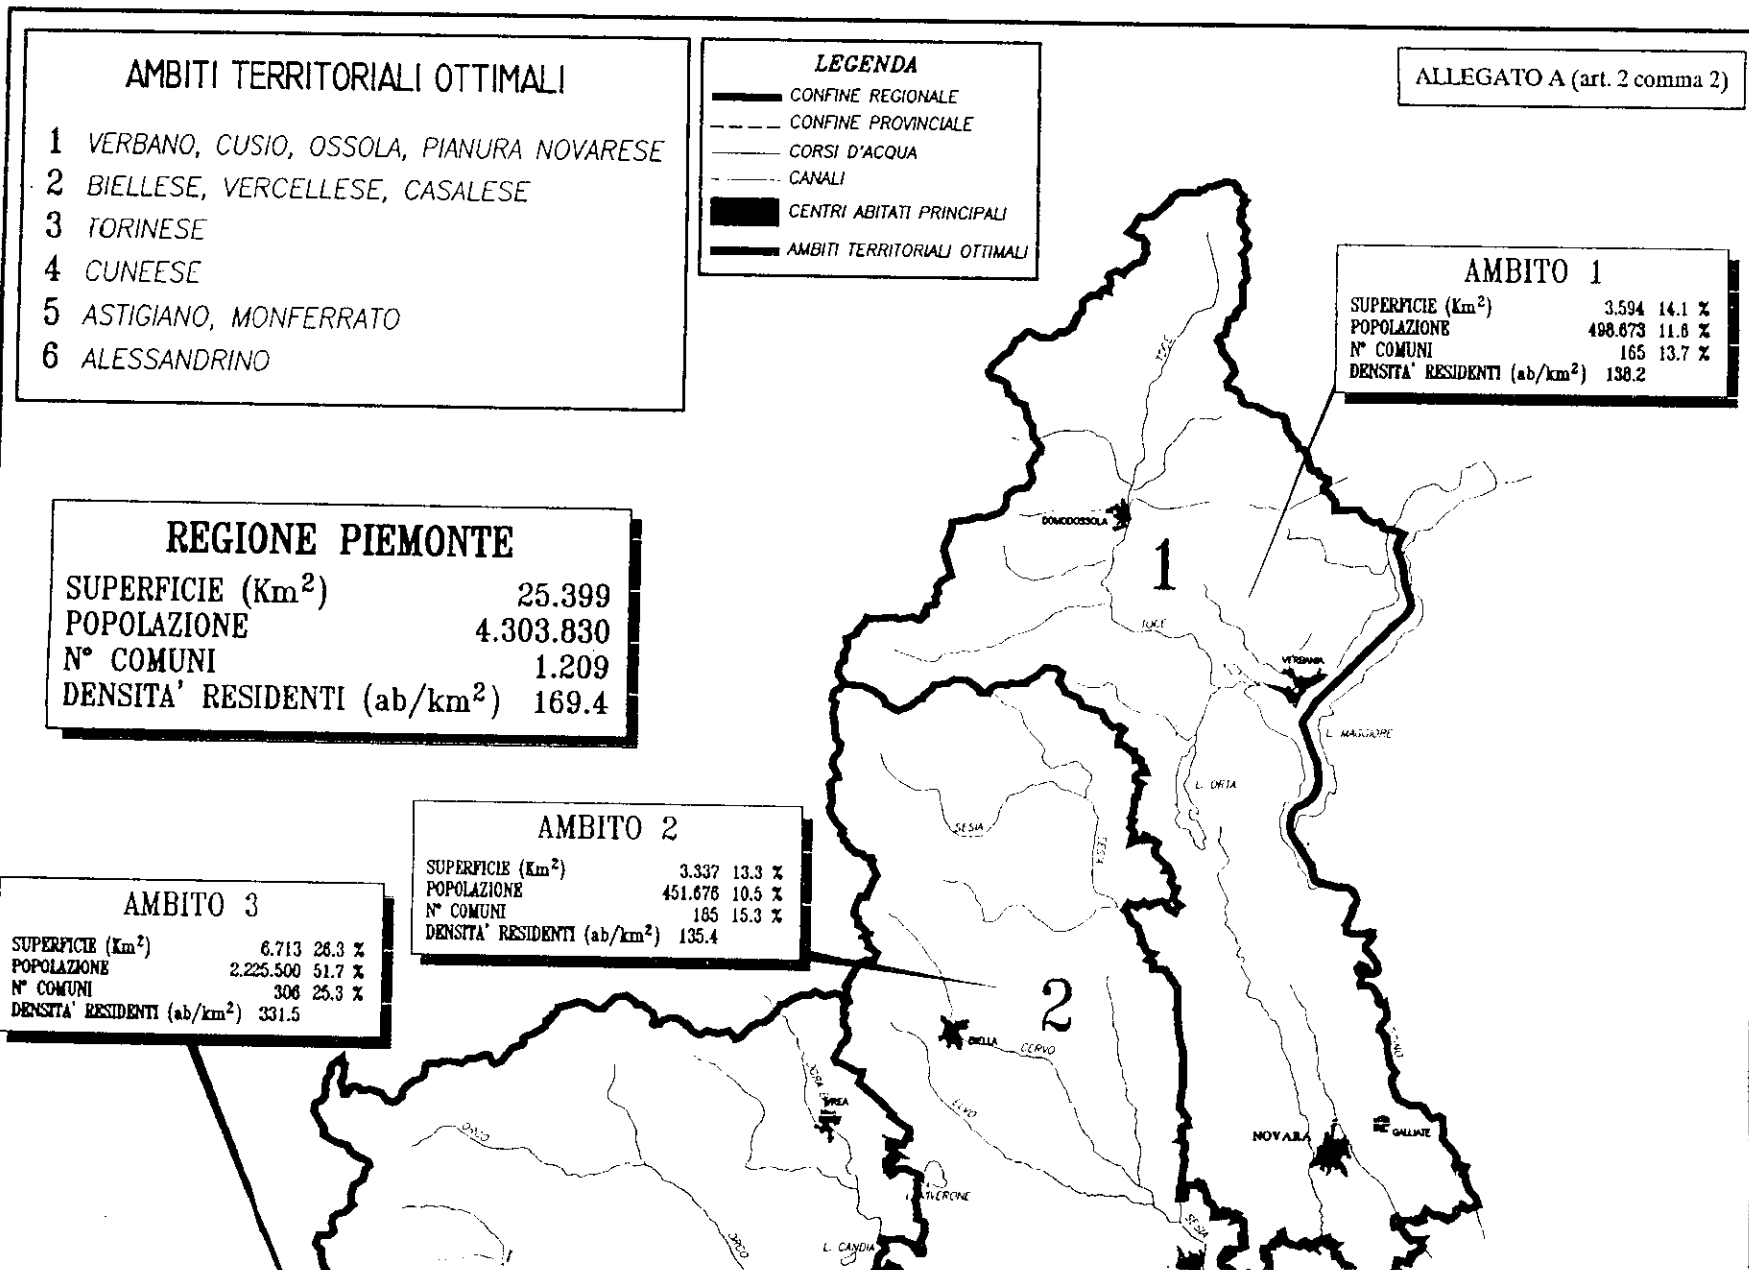 AMBITI TERRITORIALI OTTIMALI
1 VERBANO, CUSIO, OSSOLA, PIANURA NOVARESE
2 BIELLESE, VERCELLESE, CASALESE
3 TORINESE
4 CUNEESE
5 ASTIGIANO, MONFERRATO
6 ALESSANDRINO
LEGENDA
CONFINE REGIONALE
CONFINE PROVINCIALE
CORSI D'ACQUA
CANALI
CENTRI ABITATI PRINCIPALI
AMBITI TERRITORIALI OTTIMALI
ALLEGATO A (art. 2 comma 2)
AMBITO 1
SUPERFICIE (Km²) 3.594 14.1 %
POPOLAZIONE 498.673 11.6 %
N° COMUNI 165 13.7 %
DENSITA' RESIDENTI (ab/km²) 138.2
REGIONE PIEMONTE
SUPERFICIE (Km²) 25.399
POPOLAZIONE 4.303.830
N° COMUNI 1.209
DENSITA' RESIDENTI (ab/km²) 169.4
AMBITO 2
SUPERFICIE (Km²) 3.337 13.3 %
POPOLAZIONE 451.676 10.5 %
N° COMUNI 185 15.3 %
DENSITA' RESIDENTI (ab/km²) 135.4
AMBITO 3
SUPERFICIE (Km²) 6.713 26.3 %
POPOLAZIONE 2.225.500 51.7 %
N° COMUNI 306 25.3 %
DENSITA' RESIDENTI (ab/km²) 331.5
TOCE
DOMODOSSOLA
1
TOCE
VERBANIA
L. MAGGIORE
L. ORTA
SESIA
SESIA
2
BIELLA
CERVO
ELVO
NOVARA
GALLIATE
ORCO
ORCO
L. CANDIA
SESIA